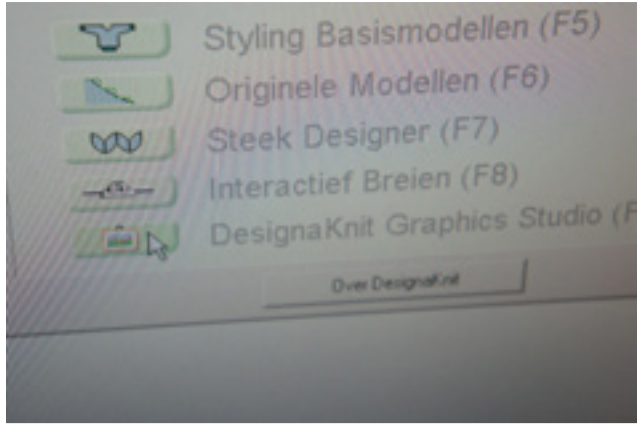 Styling Basismodellen (F5)
Originele Modellen (F6)
Steek Designer (F7)
Interactief Breien (F8)
DesignaKnit Graphics Studio (F
Over DesignaKnit